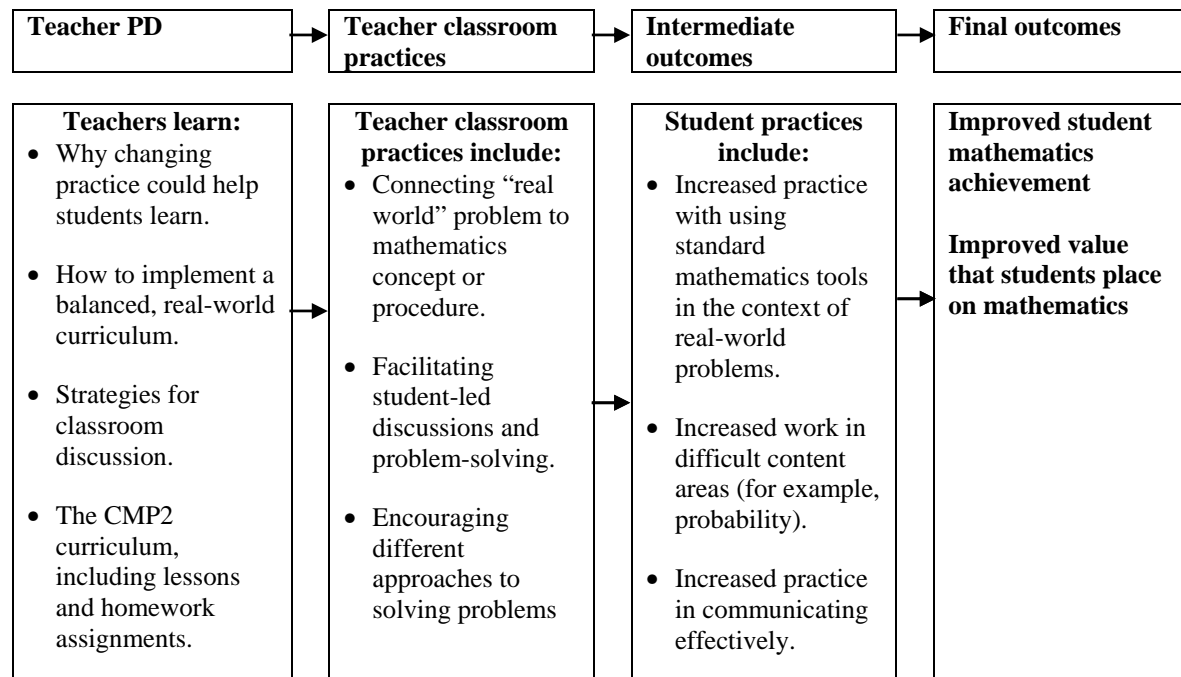 Teacher PD
Teacher classroom
practices
Intermediate
outcomes
Final outcomes
Teachers learn:
• Why changing
practice could help
students learn.
• How to implement a
balanced, real-world
curriculum.
• Strategies for
classroom
discussion.
• The CMP2
curriculum,
including lessons
and homework
assignments.
Teacher classroom
practices include:
• Connecting “real
world” problem to
mathematics
concept or
procedure.
• Facilitating
student-led
discussions and
problem-solving.
• Encouraging
different
approaches to
solving problems
Student practices
include:
• Increased practice
with using
standard
mathematics tools
in the context of
real-world
problems.
• Increased work in
difficult content
areas (for example,
probability).
• Increased practice
in communicating
effectively.
Improved student
mathematics
achievement
Improved value
that students place
on mathematics